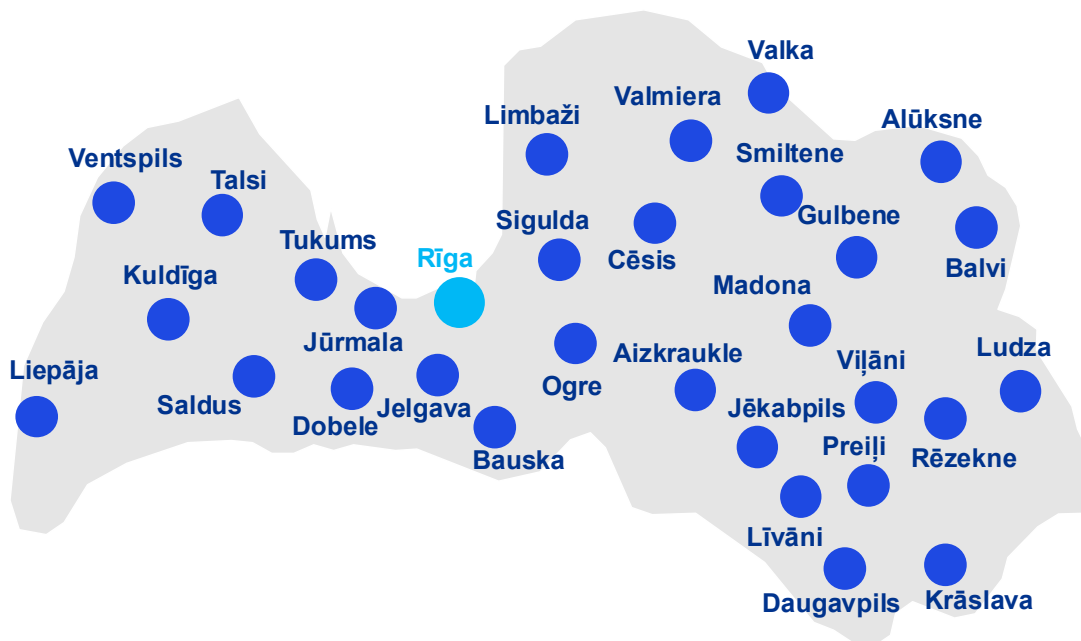 Valka
Valmiera
Limbaži
Alūksne
Smiltene
Ventspils
Talsi
Gulbene
Sigulda
Tukums
Rīga
Cēsis
Balvi
Kuldīga
Madona
Jūrmala
Aizkraukle
Ludza
Viļāni
Liepāja
Ogre
Saldus
Jelgava
Jēkabpils
Dobele
Preiļi
Rēzekne
Bauska
Līvāni
Daugavpils
Krāslava